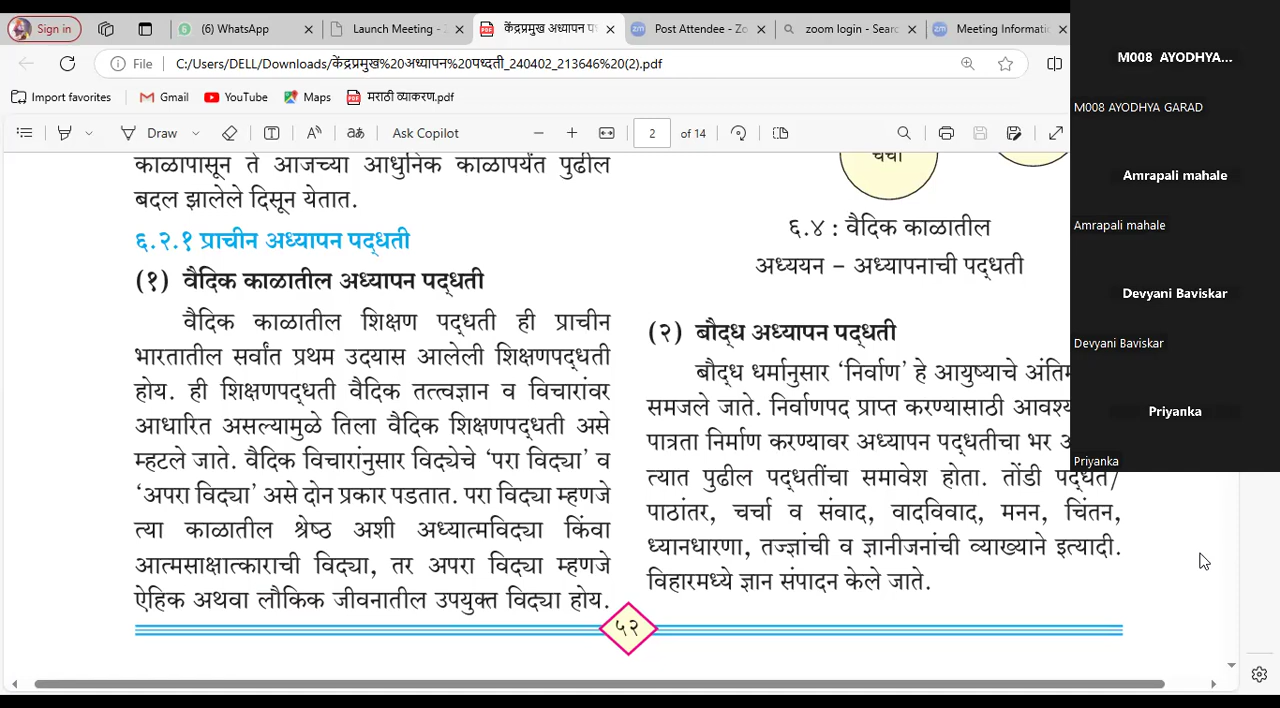 Sign in
(6) WhatsApp
Launch Meeting - 
केंद्रप्रमुख अध्यापन प
Post Attendee - Zo
zoom login - Searc
Meeting Informati
File
C:/Users/DELL/Downloads/केंद्रप्रमुख%20अध्यापन%20पध्दती_240402_213646%20(2).pdf
Import favorites
Gmail
YouTube
Maps
मराठी व्याकरण.pdf
Draw
Ask Copilot
2 of 14
काळापासून ते आजच्या आधुनिक काळापर्यंत पुढील
बदल झालेले दिसून येतात.
६.२.१ प्राचीन अध्यापन पद्धती
(१) वैदिक काळातील अध्यापन पद्धती
वैदिक काळातील शिक्षण पद्धती ही प्राचीन
भारतातील सर्वांत प्रथम उदयास आलेली शिक्षणपद्धती
होय. ही शिक्षणपद्धती वैदिक तत्त्वज्ञान व विचारांवर
आधारित असल्यामुळे तिला वैदिक शिक्षणपद्धती असे
म्हटले जाते. वैदिक विचारांनुसार विद्येचे ‘परा विद्या’ व
‘अपरा विद्या’ असे दोन प्रकार पडतात. परा विद्या म्हणजे
त्या काळातील श्रेष्ठ अशी अध्यात्मविद्या किंवा
आत्मसाक्षात्काराची विद्या, तर अपरा विद्या म्हणजे
ऐहिक अथवा लौकिक जीवनातील उपयुक्त विद्या होय.
चर्चा
६.४ : वैदिक काळातील
अध्ययन – अध्यापनाची पद्धती
(२) बौद्ध अध्यापन पद्धती
बौद्ध धर्मानुसार ‘निर्वाण’ हे आयुष्याचे अंतिम
समजले जाते. निर्वाणपद प्राप्त करण्यासाठी आवश्य
पात्रता निर्माण करण्यावर अध्यापन पद्धतीचा भर
त्यात पुढील पद्धतींचा समावेश होता. तोंडी पद्धत/
पाठांतर, चर्चा व संवाद, वादविवाद, मनन, चिंतन,
ध्यानधारणा, तज्ज्ञांची व ज्ञानीजनांची व्याख्याने इत्यादी.
विहारमध्ये ज्ञान संपादन केले जाते.
५२
M008 AYODHYA...
M008 AYODHYA GARAD
Amrapali mahale
Amrapali mahale
Devyani Baviskar
Devyani Baviskar
Priyanka
Priyanka